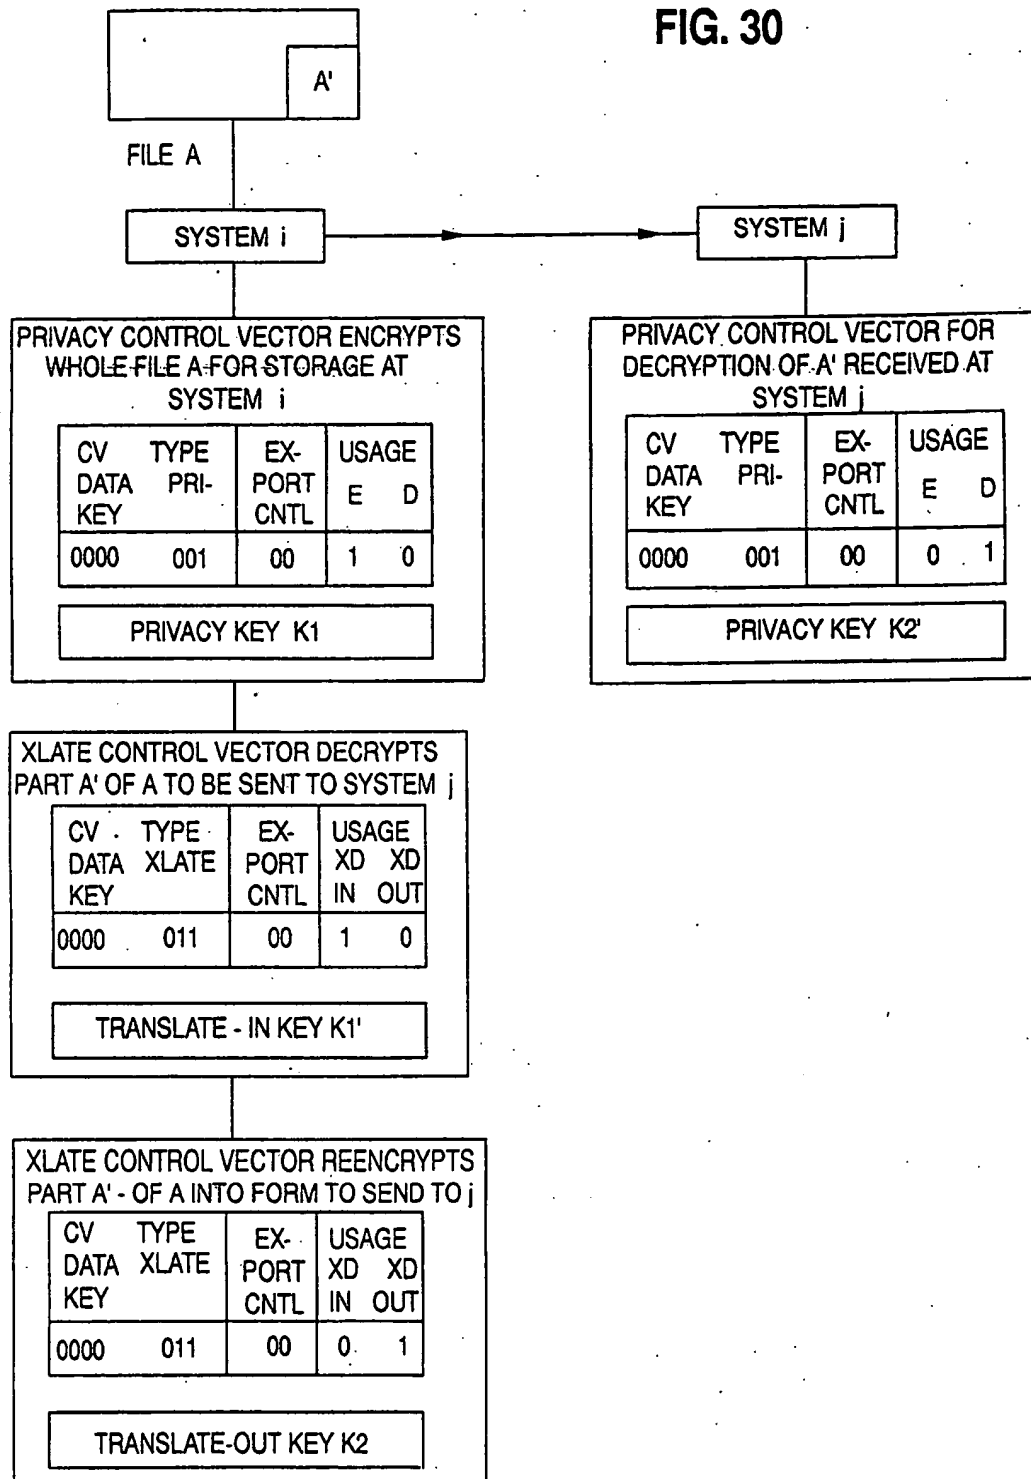 FIG. 30
A'
FILE A
SYSTEM i
SYSTEM j
PRIVACY CONTROL VECTOR ENCRYPTS
WHOLE FILE A FOR STORAGE AT
SYSTEM i
CV TYPE EX- USAGE
DATA PRI- PORT E D
KEY CNTL
0000 001 00 1 0
PRIVACY KEY K1
PRIVACY CONTROL VECTOR FOR
DECRYPTION OF A' RECEIVED AT
SYSTEM j
CV TYPE EX- USAGE
DATA PRI- PORT E D
KEY CNTL
0000 001 00 0 1
PRIVACY KEY K2'
XLATE CONTROL VECTOR DECRYPTS
PART A' OF A TO BE SENT TO SYSTEM j
CV TYPE EX- USAGE
DATA XLATE PORT XD XD
KEY CNTL IN OUT
0000 011 00 1 0
TRANSLATE - IN KEY K1'
XLATE CONTROL VECTOR REENCRYPTS
PART A' - OF A INTO FORM TO SEND TO j
CV TYPE EX- USAGE
DATA XLATE PORT XD XD
KEY CNTL IN OUT
0000 011 00 0 1
TRANSLATE-OUT KEY K2